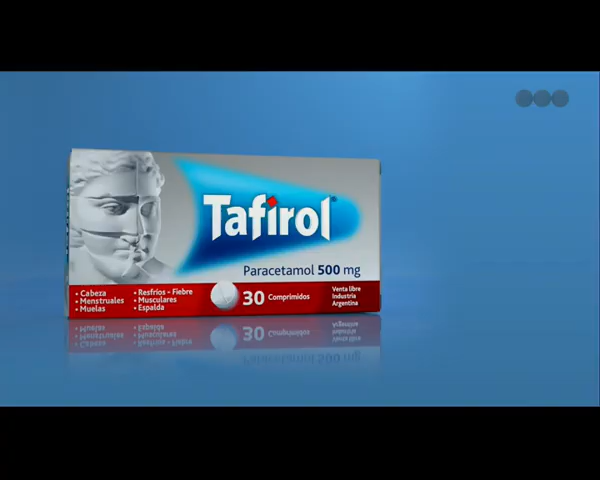 Tafirol®
Paracetamol 500 mg
• Cabeza
• Menstruales
• Muelas
• Resfríos - Fiebre
• Musculares
• Espalda
30 Comprimidos
Venta libre
Industria
Argentina